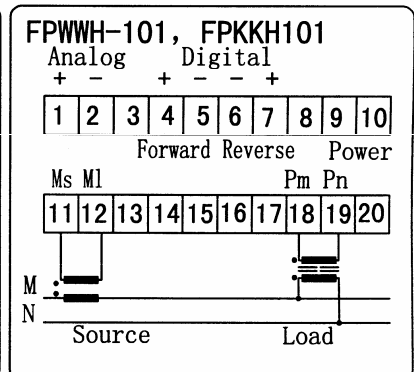 FPWWH-101, FPKKH101
Analog Digital
+ - + - - +
1 2 3 4 5 6 7 8 9 10
Forward Reverse Power
Ms Ml Pm Pn
11 12 13 14 15 16 17 18 19 20
M
N
Source Load